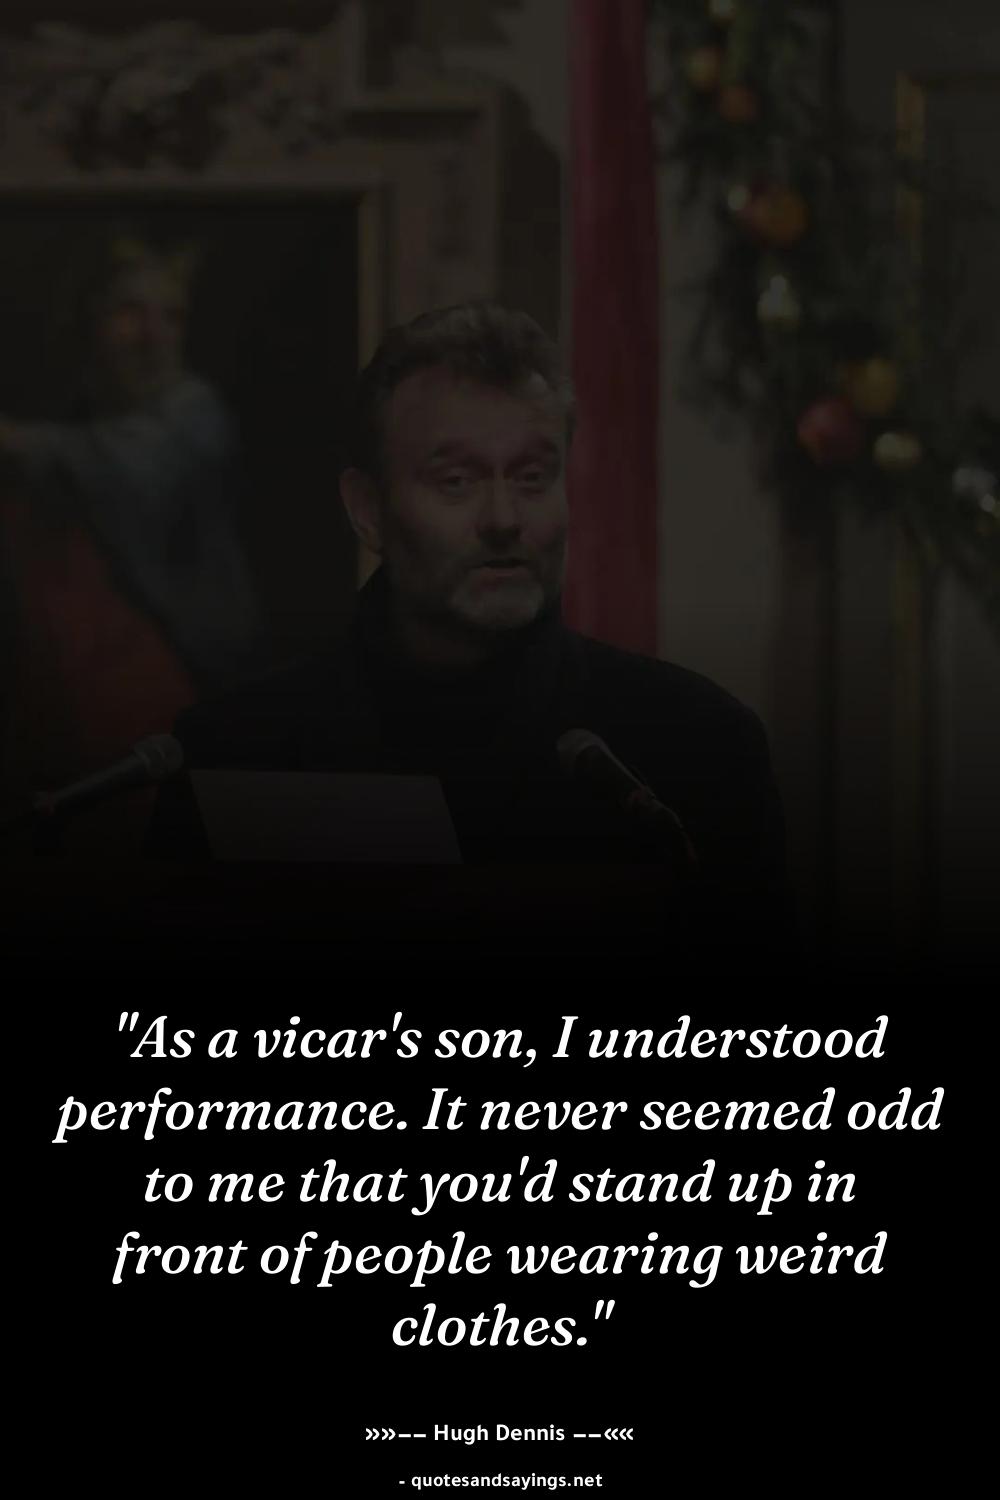 "As a vicar's son, I understood
performance. It never seemed odd
to me that you'd stand up in
front of people wearing weird
clothes."
»»−− Hugh Dennis −−««
- quotesandsayings.net